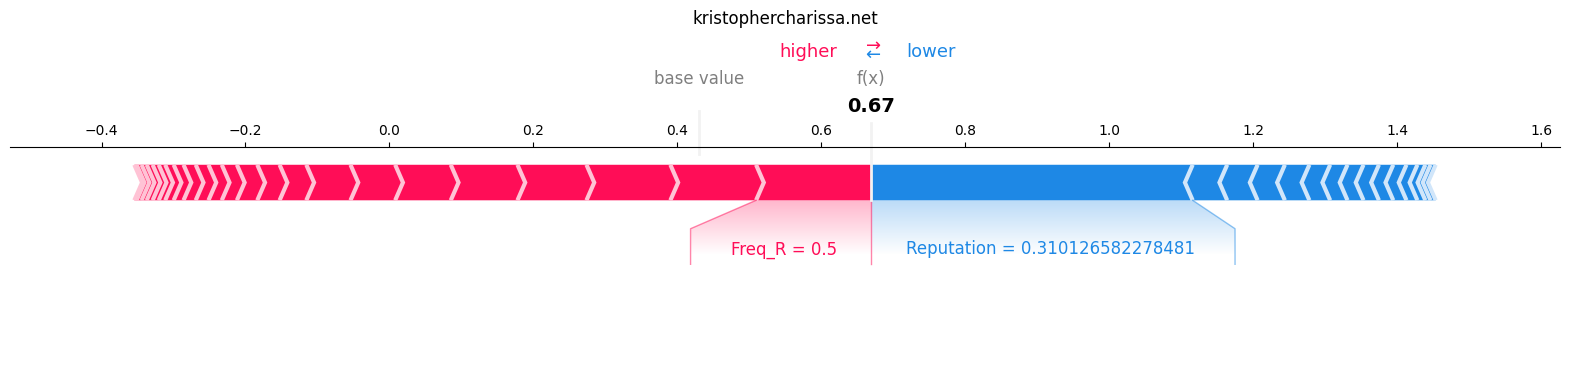 kristophercharissa.net
higher → ← lower
base value f(x)
0.67
−0.4 −0.2 0.0 0.2 0.4 0.6 0.8 1.0 1.2 1.4 1.6
Freq_R = 0.5 Reputation = 0.310126582278481